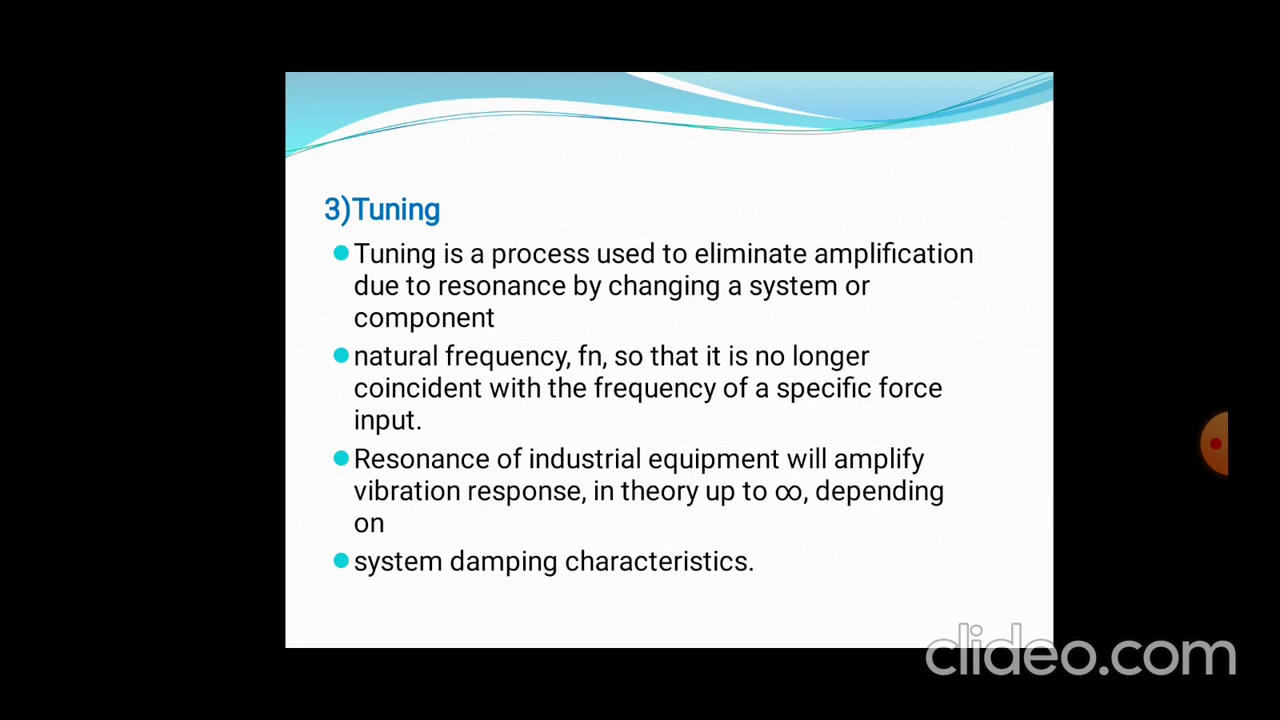 3)Tuning
Tuning is a process used to eliminate amplification
due to resonance by changing a system or
component
natural frequency, fn, so that it is no longer
coincident with the frequency of a specific force
input.
Resonance of industrial equipment will amplify
vibration response, in theory up to ∞, depending
on
system damping characteristics.
clideo.com